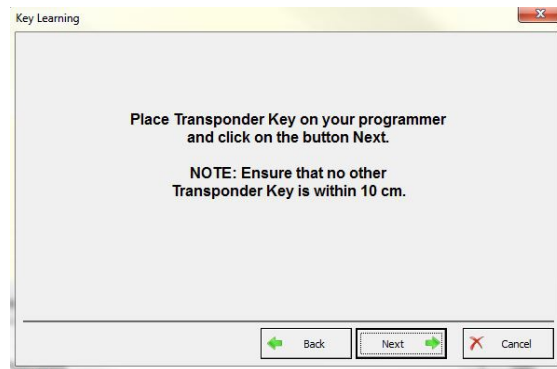 Key Learning
Place Transponder Key on your programmer
and click on the button Next.
NOTE: Ensure that no other
Transponder Key is within 10 cm.
Back
Next
Cancel